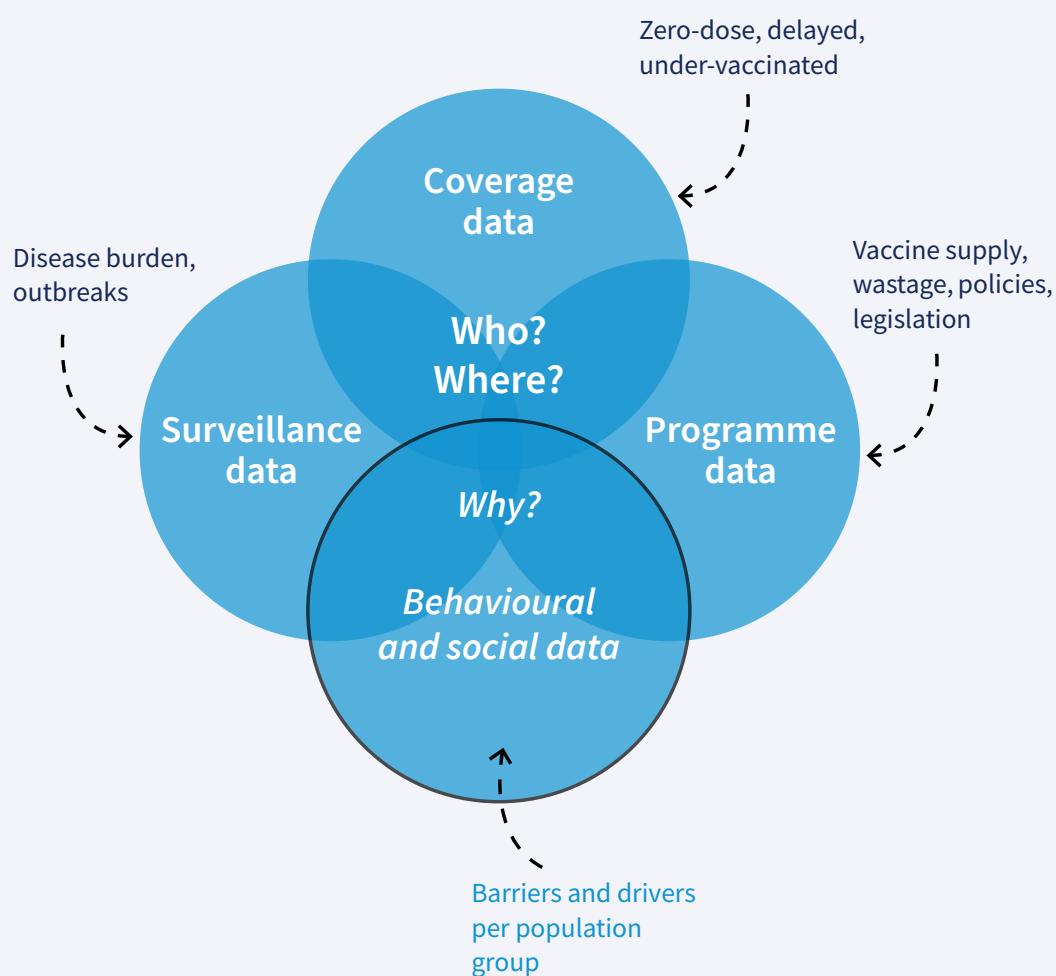 Zero-dose, delayed,
under-vaccinated
Coverage
data
Disease burden,
outbreaks
Vaccine supply,
wastage, policies,
legislation
Who?
Where?
Surveillance
data
Programme
data
Why?
Behavioural
and social data
Barriers and drivers
per population
group